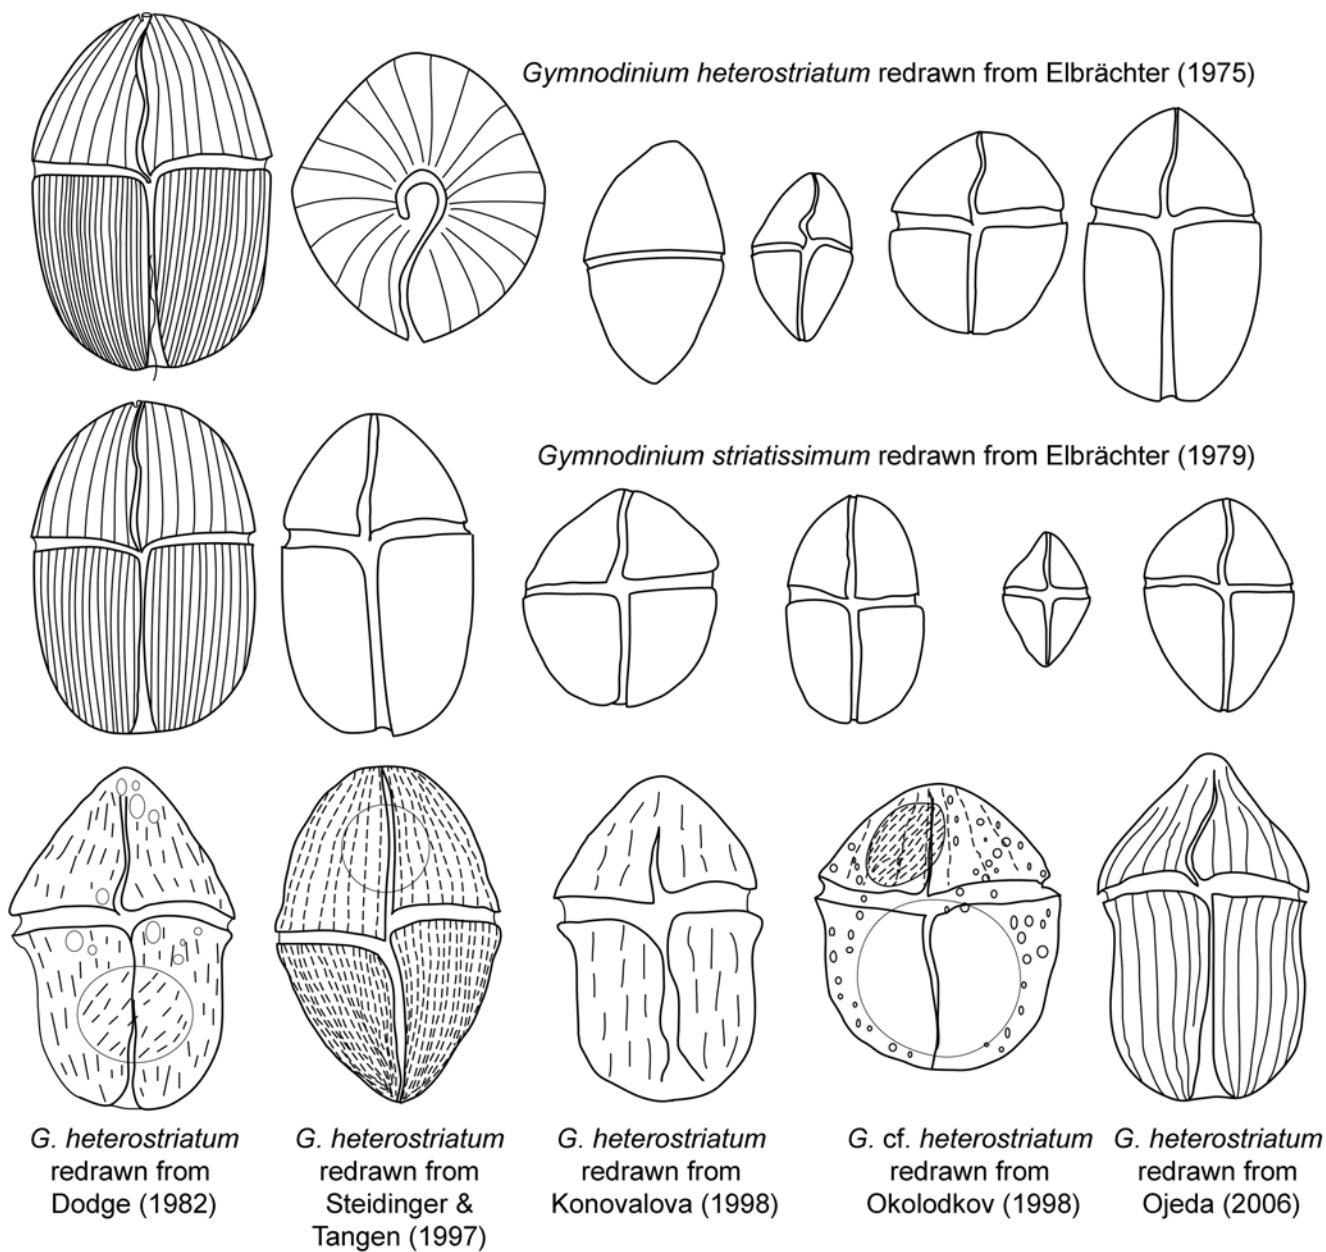 Gymnodinium heterostriatum redrawn from Elbrächter (1975)
Gymnodinium striatissimum redrawn from Elbrächter (1979)
G. heterostriatum
redrawn from
Dodge (1982)
G. heterostriatum
redrawn from
Steidinger &
Tangen (1997)
G. heterostriatum
redrawn from
Konovalova (1998)
G. cf. heterostriatum
redrawn from
Okolodkov (1998)
G. heterostriatum
redrawn from
Ojeda (2006)